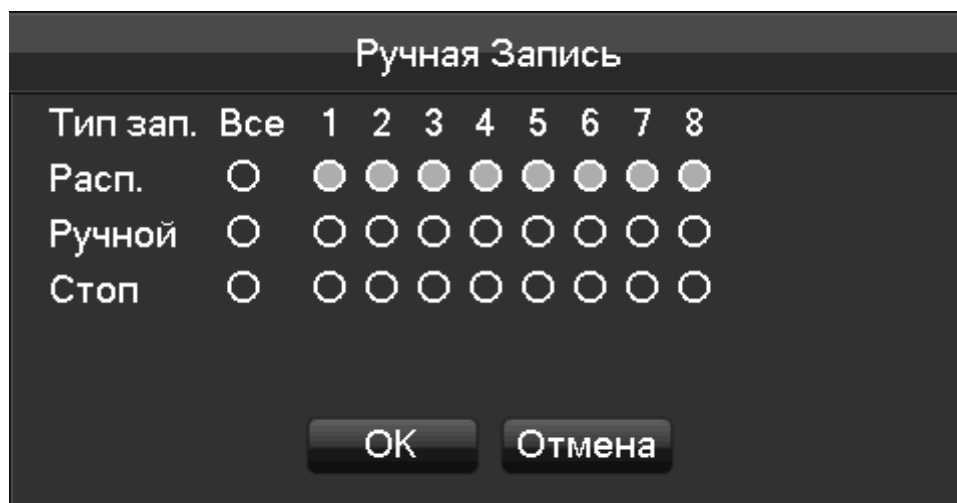 Ручная Запись
Тип зап. Все 1 2 3 4 5 6 7 8
Расп.
Ручной
Стоп
OK Отмена